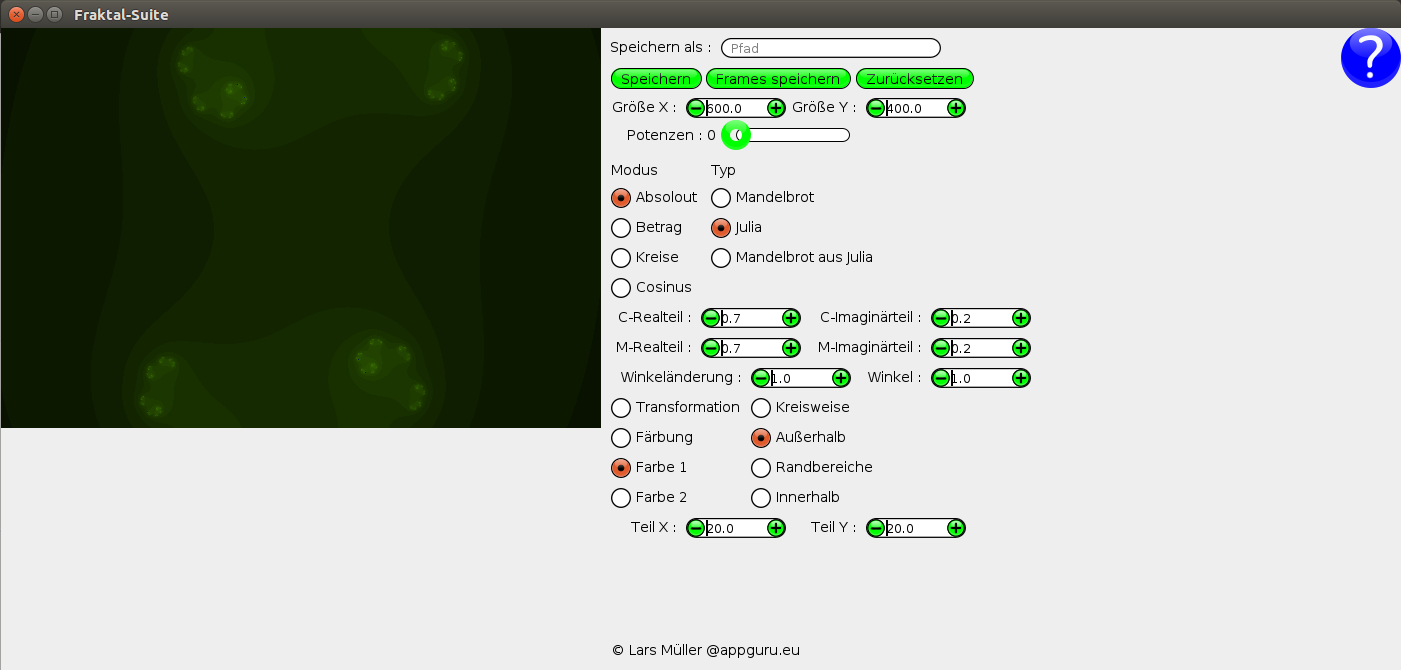 Fraktal-Suite
Speichern als : Pfad
?
Speichern Frames speichern Zurücksetzen
Größe X : 600.0 Größe Y : 400.0
Potenzen : 0
Modus Typ
Absolout Mandelbrot
Betrag Julia
Kreise Mandelbrot aus Julia
Cosinus
C-Realteil : 0.7 C-Imaginärteil : 0.2
M-Realteil : 0.7 M-Imaginärteil : 0.2
Winkeländerung : 1.0 Winkel : 1.0
Transformation Kreisweise
Färbung Außerhalb
Farbe 1 Randbereiche
Farbe 2 Innerhalb
Teil X : 20.0 Teil Y : 20.0
© Lars Müller @appguru.eu